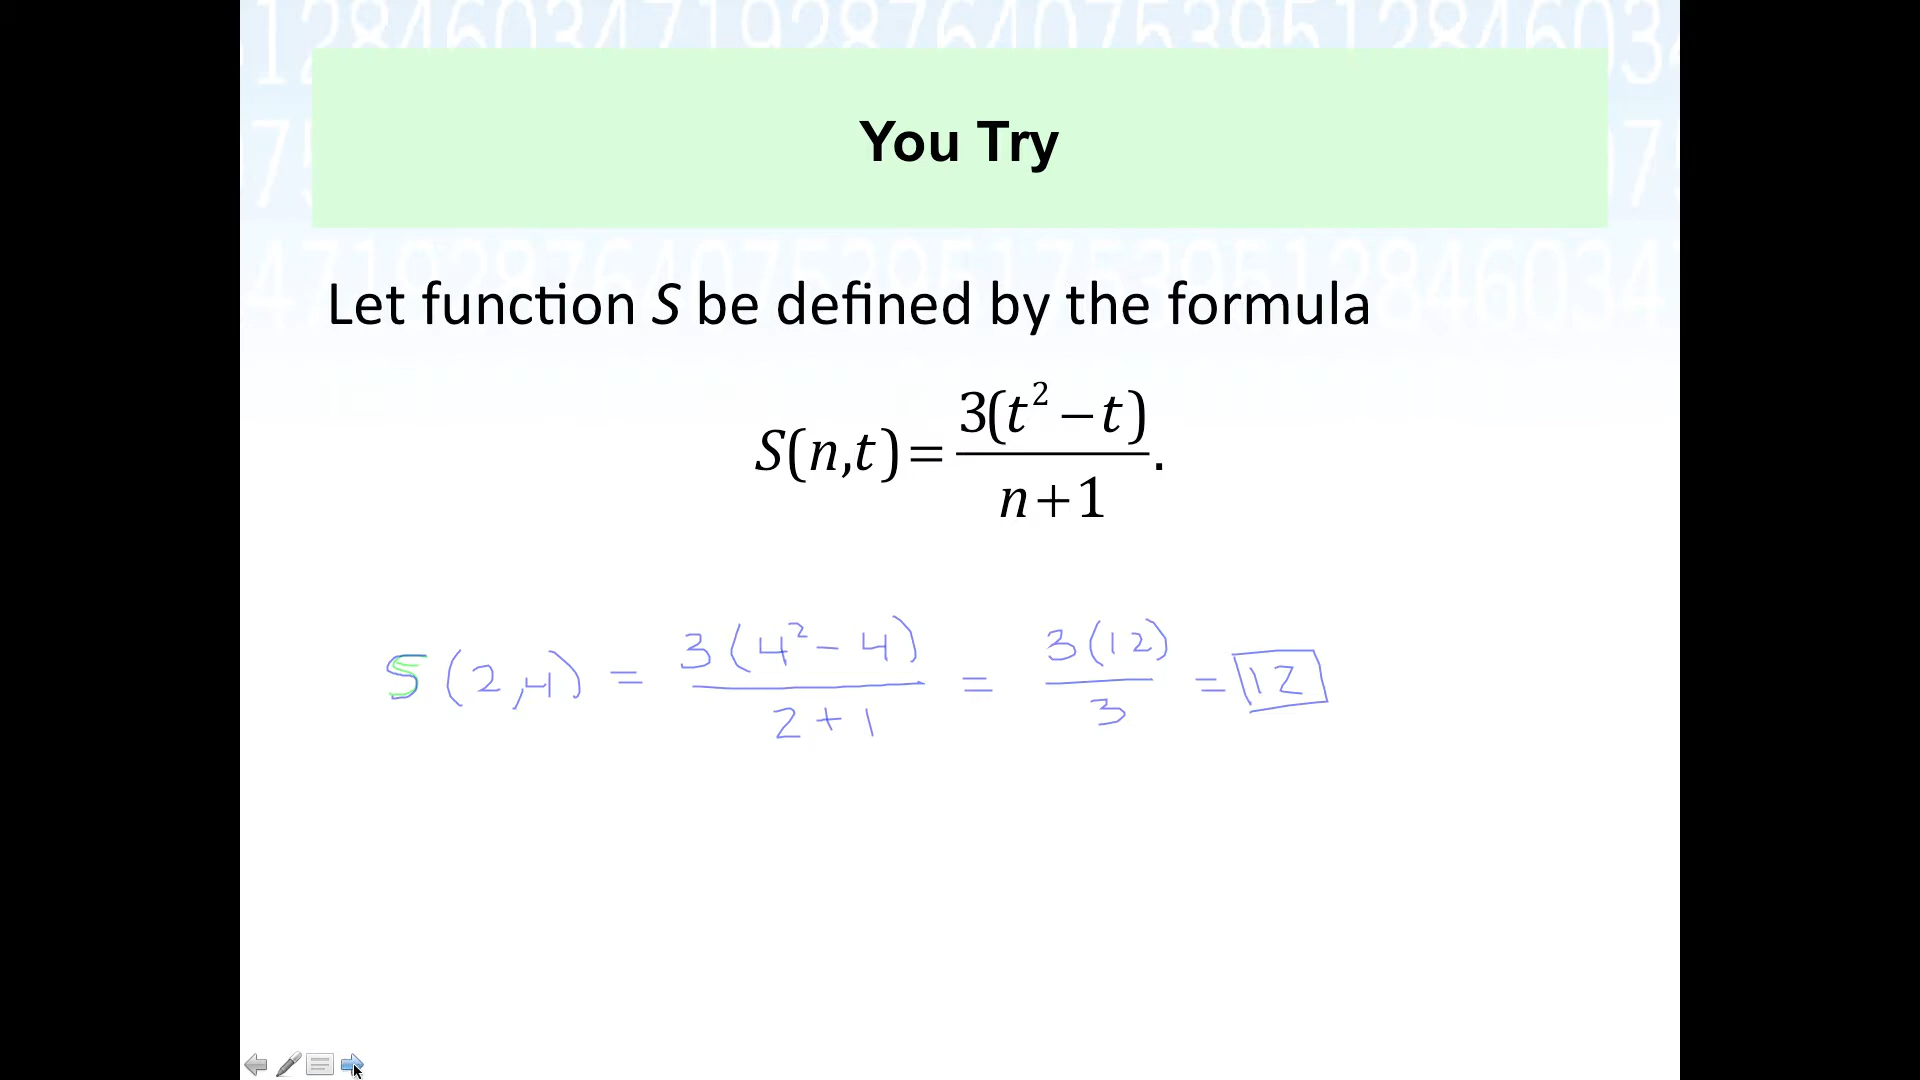 You Try
Let function S be defined by the formula
S(n,t) = 3(t² − t) / n+1 .
S(2,4) = 3(4² − 4) / 2+1 = 3(12) / 3 = 12